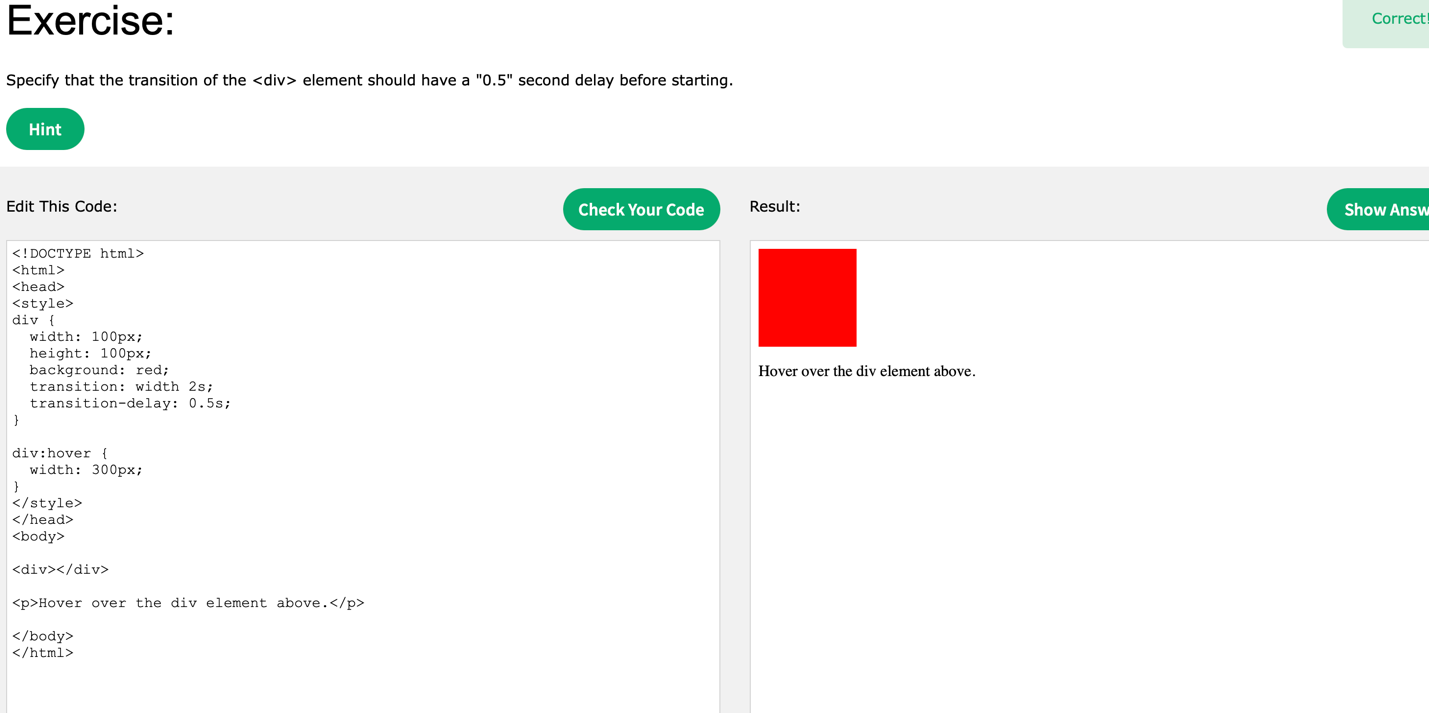 Exercise:
Correct!
Specify that the transition of the <div> element should have a "0.5" second delay before starting.
Hint
Edit This Code:
Check Your Code
Result:
Show Answ
<!DOCTYPE html>
<html>
<head>
<style>
div {
  width: 100px;
  height: 100px;
  background: red;
  transition: width 2s;
  transition-delay: 0.5s;
}

div:hover {
  width: 300px;
}
</style>
</head>
<body>

<div></div>

<p>Hover over the div element above.</p>

</body>
</html>
Hover over the div element above.